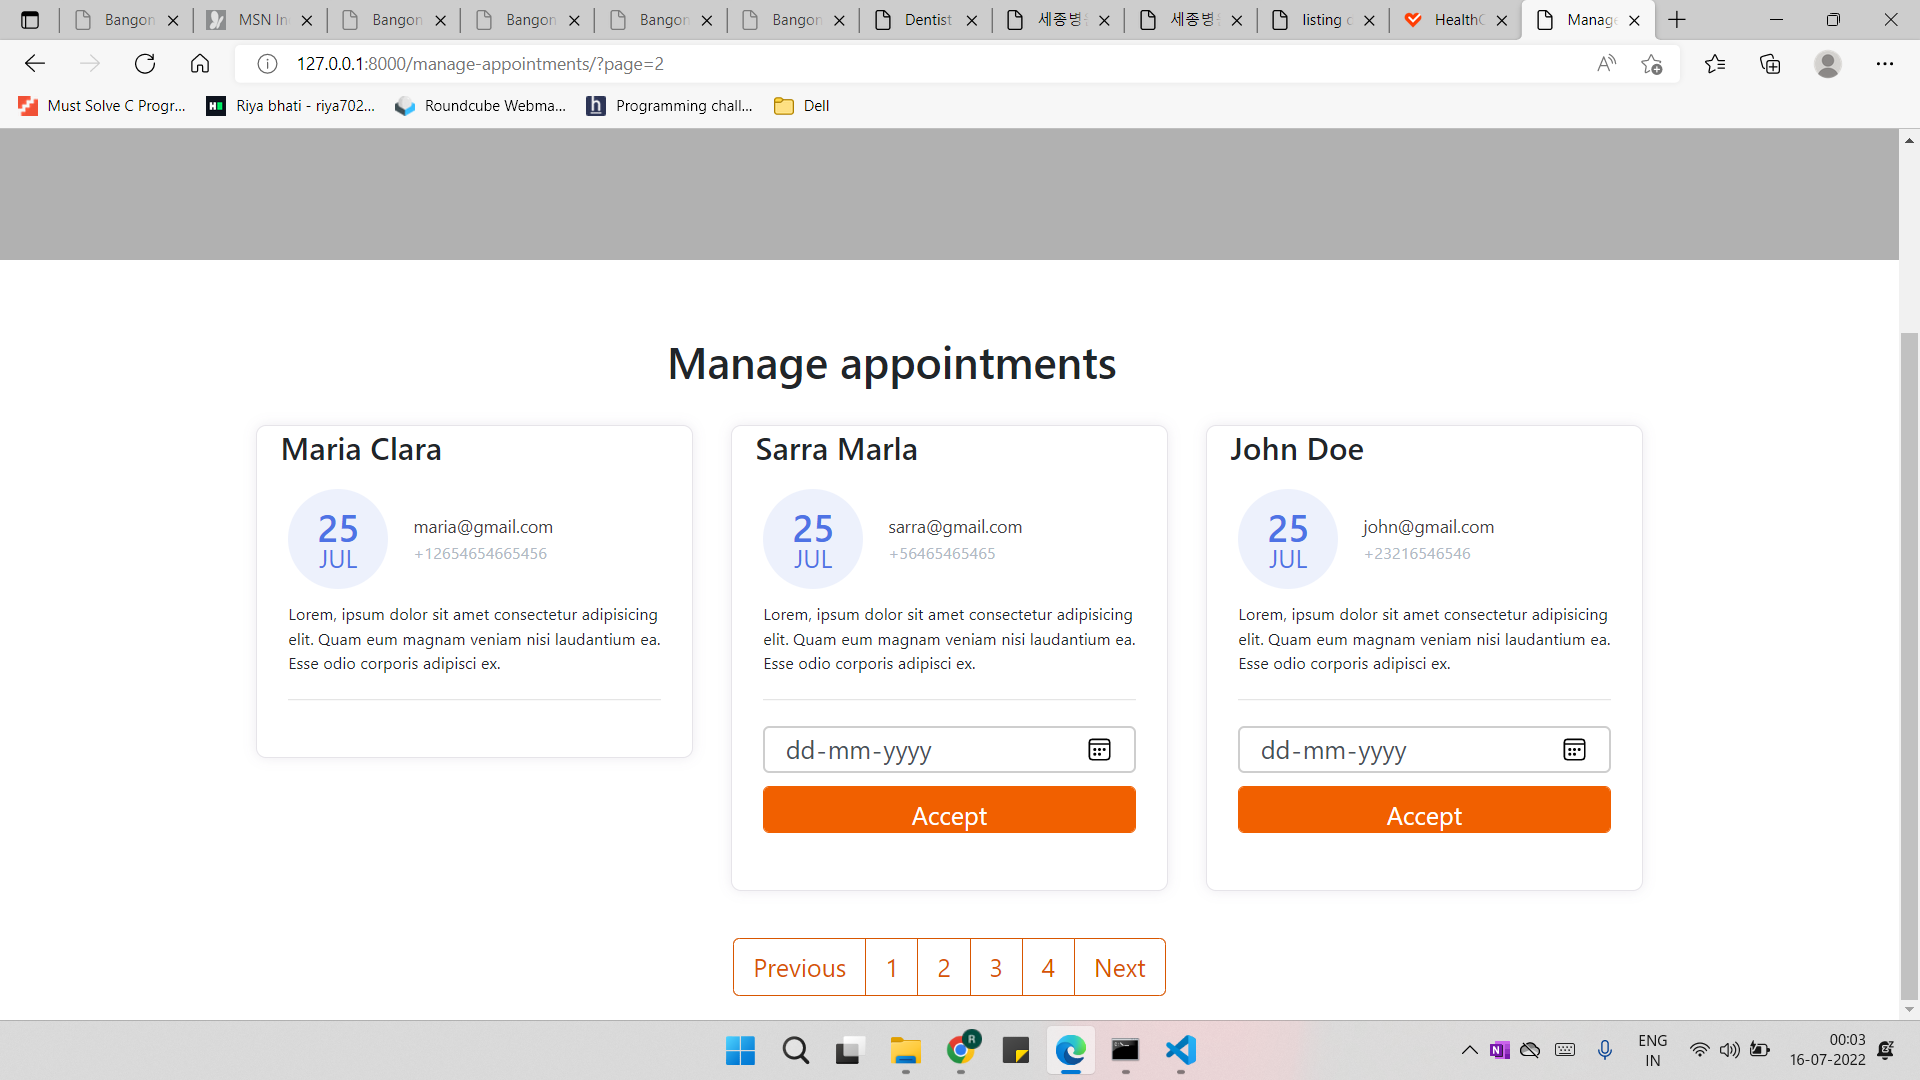 Bangon
MSN In
Bangon
Bangon
Bangon
Bangon
Dentist
세종병
세종병
listing
Health
Manage
127.0.0.1:8000/manage-appointments/?page=2
Must Solve C Progr...
Riya bhati - riya702...
Roundcube Webma...
Programming chall...
Dell
Manage appointments
Maria Clara
25
JUL
maria@gmail.com
+12654654665456
Lorem, ipsum dolor sit amet consectetur adipisicing
elit. Quam eum magnam veniam nisi laudantium ea.
Esse odio corporis adipisci ex.
Sarra Marla
25
JUL
sarra@gmail.com
+56465465465
Lorem, ipsum dolor sit amet consectetur adipisicing
elit. Quam eum magnam veniam nisi laudantium ea.
Esse odio corporis adipisci ex.
dd-mm-yyyy
Accept
John Doe
25
JUL
john@gmail.com
+23216546546
Lorem, ipsum dolor sit amet consectetur adipisicing
elit. Quam eum magnam veniam nisi laudantium ea.
Esse odio corporis adipisci ex.
dd-mm-yyyy
Accept
Previous 1 2 3 4 Next
R
ENG
IN
00:03
16-07-2022